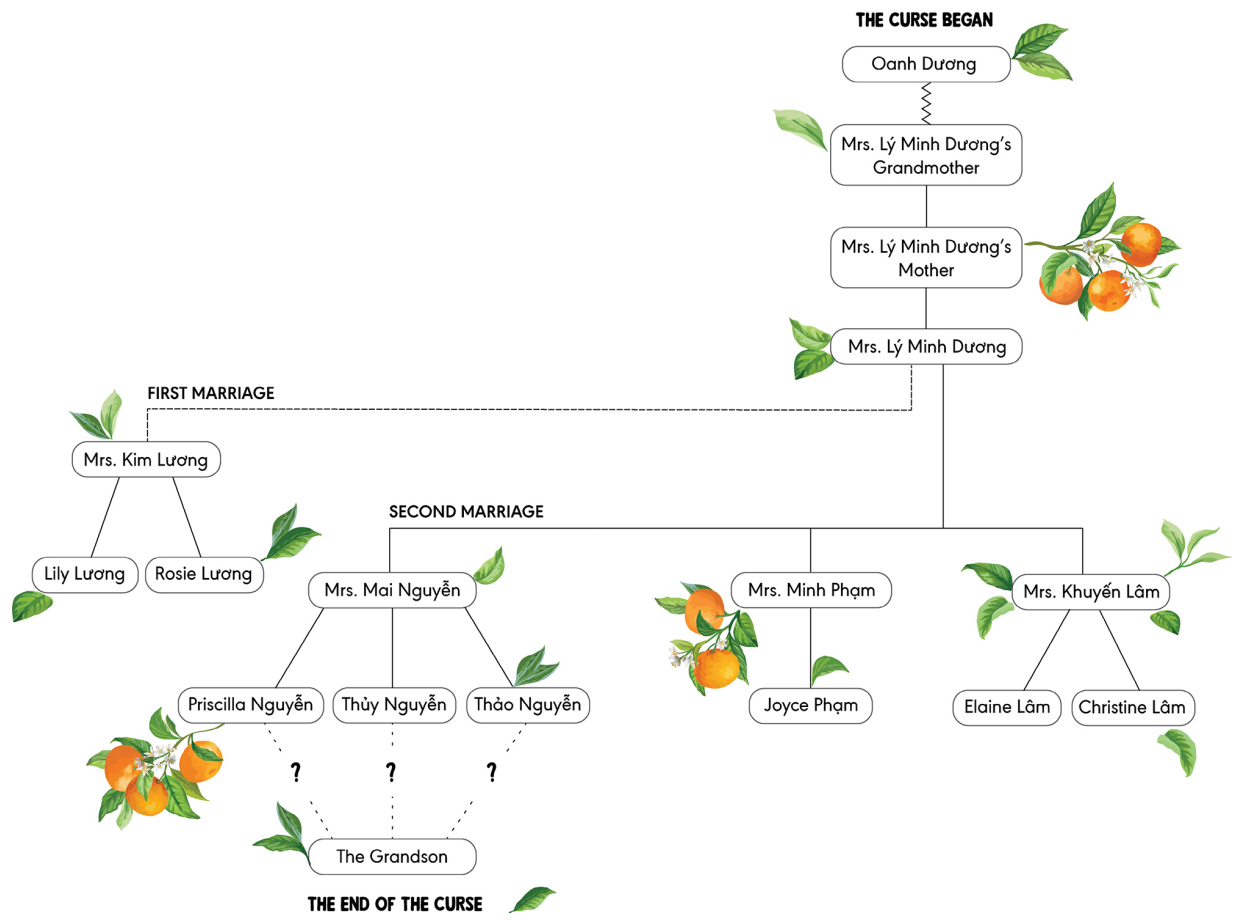 THE CURSE BEGAN
Oanh Dương
Mrs. Lý Minh Dương’s
Grandmother
Mrs. Lý Minh Dương’s
Mother
Mrs. Lý Minh Dương
FIRST MARRIAGE
Mrs. Kim Lương
Lily Lương
Rosie Lương
SECOND MARRIAGE
Mrs. Mai Nguyễn
Mrs. Minh Phạm
Mrs. Khuyến Lâm
Priscilla Nguyễn
Thủy Nguyễn
Thảo Nguyễn
Joyce Phạm
Elaine Lâm
Christine Lâm
?
?
?
The Grandson
THE END OF THE CURSE